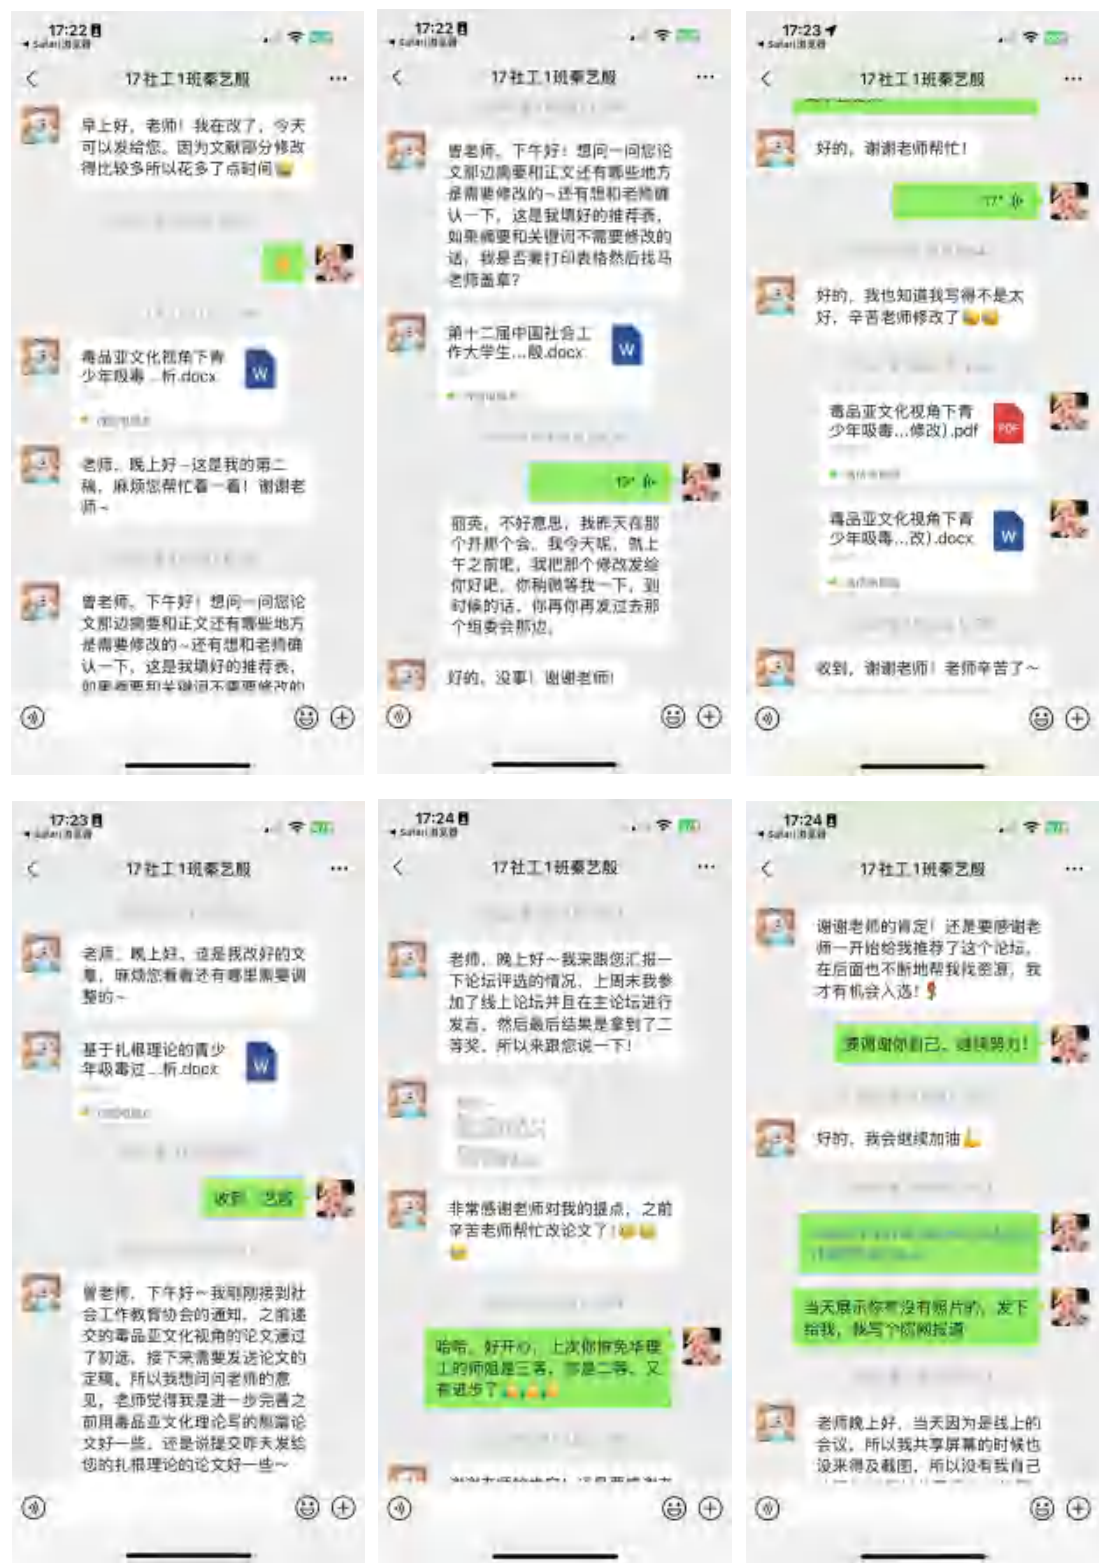 17:22
17社工1班秦艺殷
早上好，老师！我在改了，今天
可以发给您。因为文献部分修改
得比较多所以花多了点时间
毒品亚文化视角下青
少年吸毒...析.docx
老师，晚上好~这是我的第二
稿，麻烦您帮忙看一看！谢谢老
师~
曾老师，下午好！想问一问您论
文那边摘要和正文还有哪些地方
是需要修改的~还有想和老师确
认一下，这是我填好的推荐表，
如果摘要和关键词不需要修改的
17:22
17社工1班秦艺殷
曾老师，下午好！想问一问您论
文那边摘要和正文还有哪些地方
是需要修改的~还有想和老师确
认一下，这是我填好的推荐表，
如果摘要和关键词不需要修改的
话，我是否要打印表格然后找马
老师盖章？
第十二届中国社会工
作大学生...殷.docx
丽英，不好意思，我昨天在那
个开那个会，我今天呢，就上
午之前吧，我把那个修改发给
你好吧，你稍微等我一下，到
时候的话，你再你再发过去那
个组委会那边。
好的，没事！谢谢老师！
17:23
17社工1班秦艺殷
好的，谢谢老师帮忙！
17"
好的，我也知道我写得不是太
好，辛苦老师修改了
毒品亚文化视角下青
少年吸毒...修改).pdf
毒品亚文化视角下青
少年吸毒...改).docx
收到，谢谢老师！老师辛苦了~
17:23
17社工1班秦艺殷
老师，晚上好，这是我改好的文
章，麻烦您看看还有哪里需要调
整的~
基于扎根理论的青少
年吸毒过...析.docx
收到，艺殷
曾老师，下午好~我刚刚接到社
会工作教育协会的通知，之前递
交的毒品亚文化视角的论文通过
了初选，接下来需要发送论文的
定稿。所以我想问问老师的意
见，老师觉得我是进一步完善之
前用毒品亚文化理论写的那篇论
文好一些，还是说提交昨天发给
您的扎根理论的论文好一些~
17:24
17社工1班秦艺殷
老师，晚上好~我来跟您汇报一
下论坛评选的情况，上周末我参
加了线上论坛并且在主论坛进行
发言，然后最后结果是拿到了二
等奖，所以来跟您说一下！
非常感谢老师对我的提点，之前
辛苦老师帮忙改论文了！
哈哈，好开心，上次你推免华理
工的师姐是三等，你是二等，又
有进步了
17:24
17社工1班秦艺殷
谢谢老师的肯定！还是要感谢老
师一开始给我推荐了这个论坛，
在后面也不断地帮我找资源，我
才有机会入选！
要谢谢你自己，继续努力！
好的，我会继续加油
当天展示你有没有照片的，发下
给我，我写个官网报道
老师晚上好，当天因为是线上的
会议，所以我共享屏幕的时候也
没来得及截图，所以没有我自己